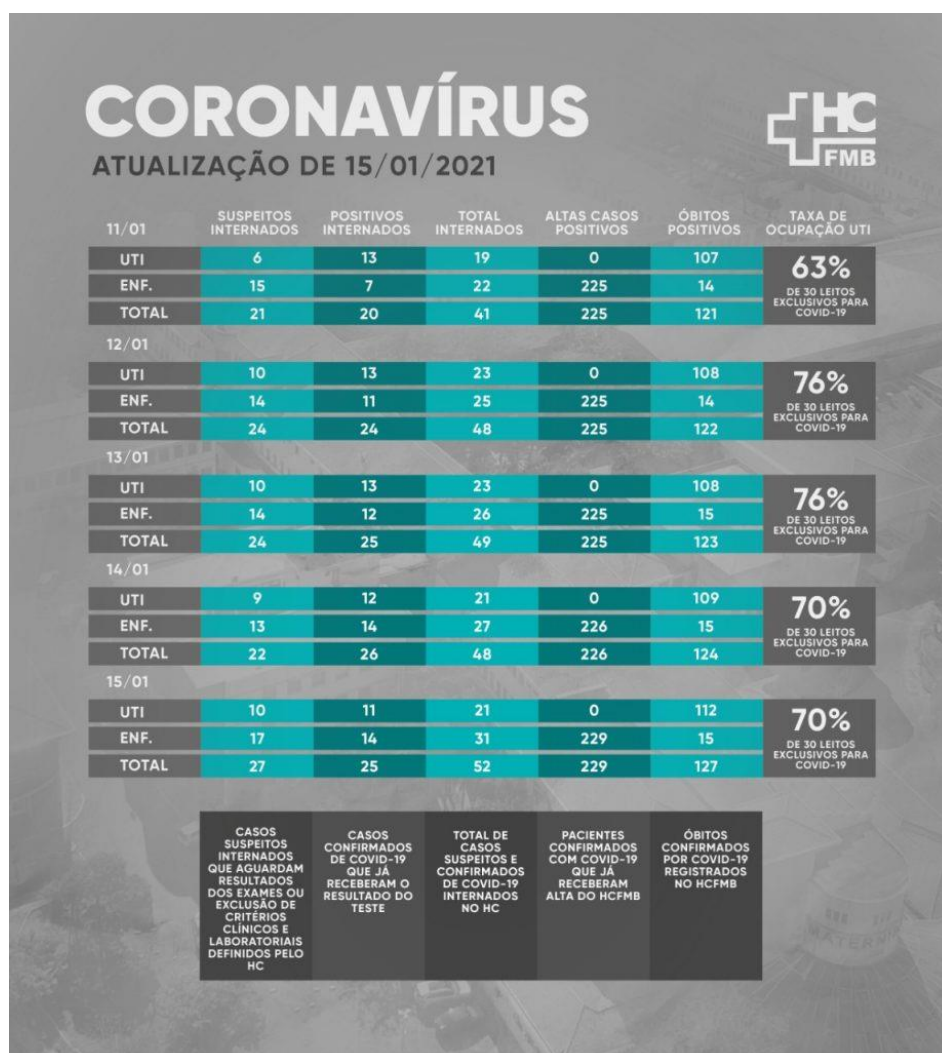 CORONAVÍRUS
HC
FMB
ATUALIZAÇÃO DE 15/01/2021
11/01 SUSPEITOS INTERNADOS POSITIVOS INTERNADOS TOTAL INTERNADOS ALTAS CASOS POSITIVOS ÓBITOS POSITIVOS TAXA DE OCUPAÇÃO UTI
UTI 6 13 19 0 107
ENF. 15 7 22 225 14
TOTAL 21 20 41 225 121
63%
DE 30 LEITOS
EXCLUSIVOS PARA
COVID-19
12/01
UTI 10 13 23 0 108
ENF. 14 11 25 225 14
TOTAL 24 24 48 225 122
76%
DE 30 LEITOS
EXCLUSIVOS PARA
COVID-19
13/01
UTI 10 13 23 0 108
ENF. 14 12 26 225 15
TOTAL 24 25 49 225 123
76%
DE 30 LEITOS
EXCLUSIVOS PARA
COVID-19
14/01
UTI 9 12 21 0 109
ENF. 13 14 27 226 15
TOTAL 22 26 48 226 124
70%
DE 30 LEITOS
EXCLUSIVOS PARA
COVID-19
15/01
UTI 10 11 21 0 112
ENF. 17 14 31 229 15
TOTAL 27 25 52 229 127
70%
DE 30 LEITOS
EXCLUSIVOS PARA
COVID-19
CASOS
SUSPEITOS
INTERNADOS
QUE AGUARDAM
RESULTADOS
DOS EXAMES OU
EXCLUSÃO DE
CRITÉRIOS
CLÍNICOS E
LABORATORIAIS
DEFINIDOS PELO
HC
CASOS
CONFIRMADOS
DE COVID-19
QUE JÁ
RECEBERAM O
RESULTADO DO
TESTE
TOTAL DE
CASOS
SUSPEITOS E
CONFIRMADOS
DE COVID-19
INTERNADOS
NO HC
PACIENTES
CONFIRMADOS
COM COVID-19
QUE JÁ
RECEBERAM
ALTA DO HCFMB
ÓBITOS
CONFIRMADOS
POR COVID-19
REGISTRADOS
NO HCFMB